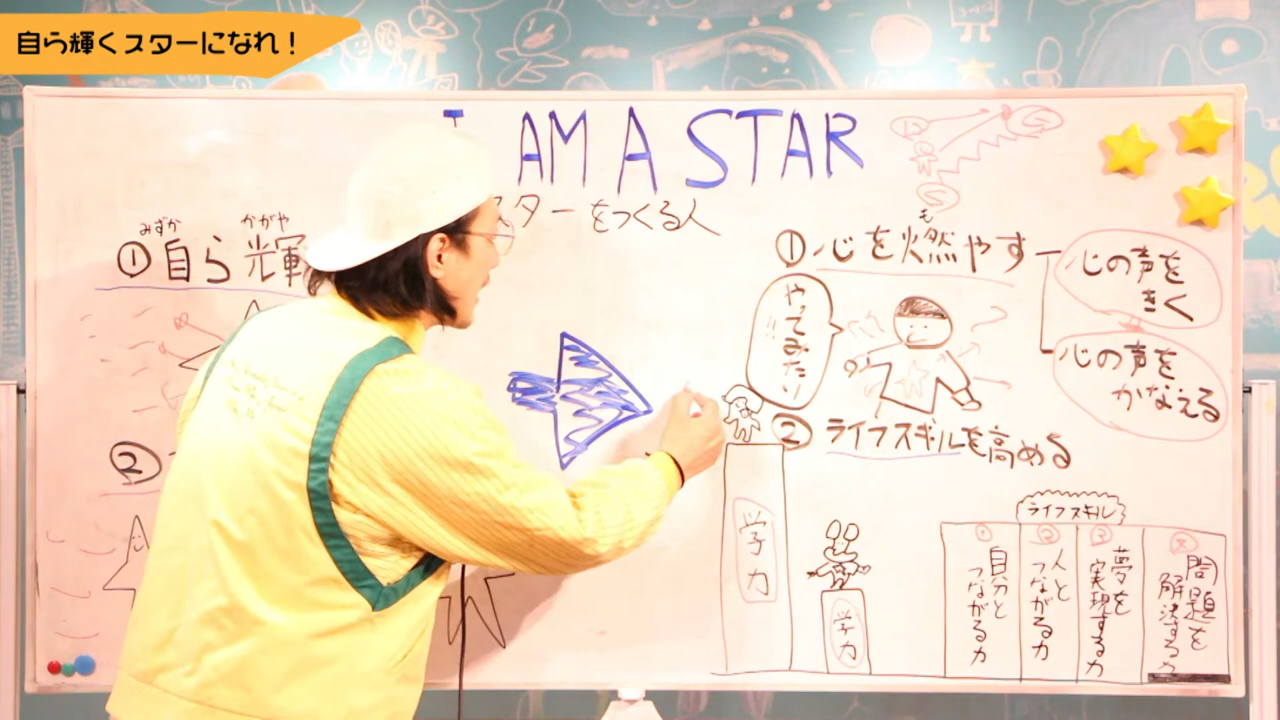 自ら輝くスターになれ！
I AM A STAR
スターをつくる人
みずか かがや
①自ら輝
②
も
①心を燃やす
心の声を
きく
心の声を
かなえる
やってみたい
!!
②ライフスキルを高める
学力
学力
ライフスキル
①
自分と
つながる力
②
人と
つながる力
③
夢を
実現する力
④
問題を
解決する力